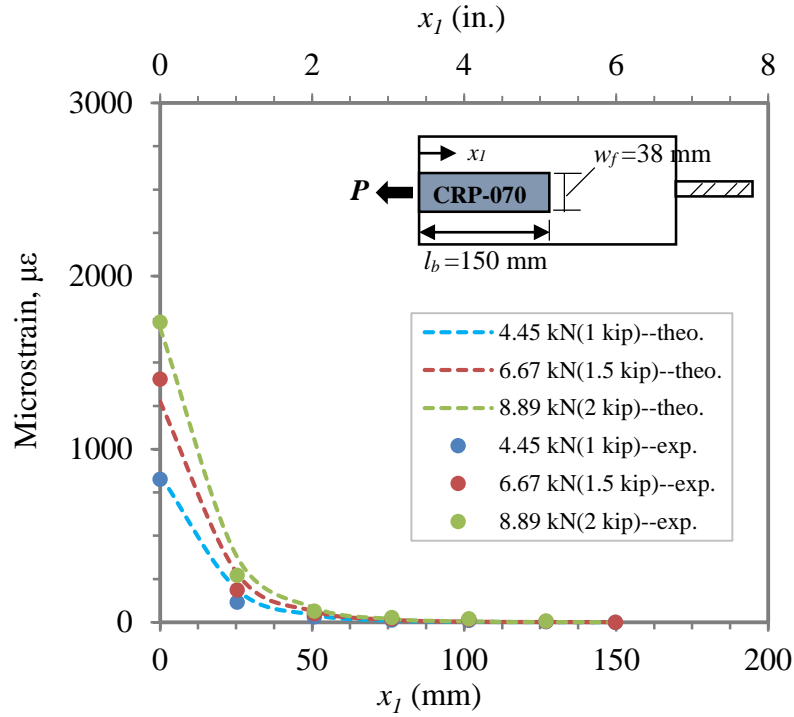 x1 (in.)
0 2 4 6 8
3000
2000
1000
0
Microstrain, με
x1
wf =38 mm
P
CRP-070
lb =150 mm
4.45 kN(1 kip)--theo.
6.67 kN(1.5 kip)--theo.
8.89 kN(2 kip)--theo.
4.45 kN(1 kip)--exp.
6.67 kN(1.5 kip)--exp.
8.89 kN(2 kip)--exp.
0 50 100 150 200
x1 (mm)